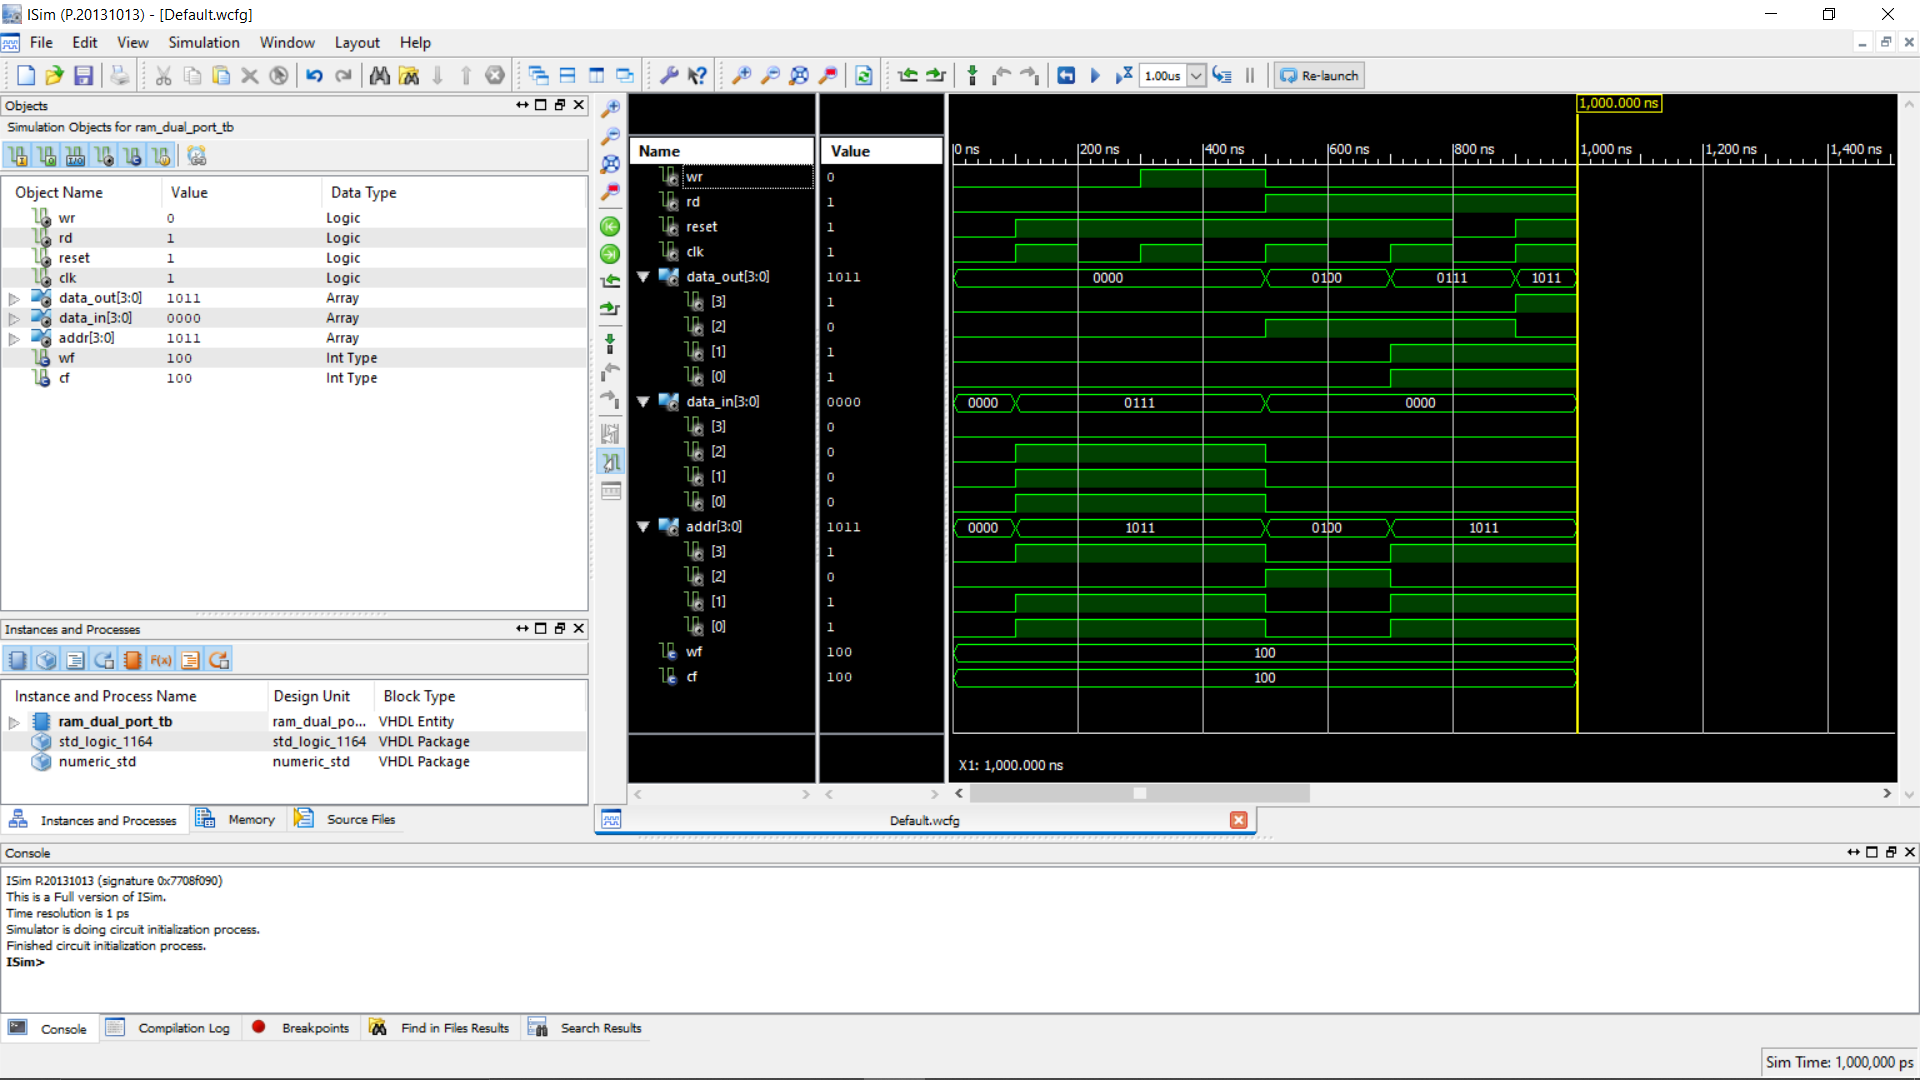 ISim (P.20131013) - [Default.wcfg]
File Edit View Simulation Window Layout Help
1.00us Re-launch
Objects
Simulation Objects for ram_dual_port_tb
Object Name Value Data Type
wr 0 Logic
rd 1 Logic
reset 1 Logic
clk 1 Logic
data_out[3:0] 1011 Array
data_in[3:0] 0000 Array
addr[3:0] 1011 Array
wf 100 Int Type
cf 100 Int Type
Instances and Processes
F(x)
Instance and Process Name Design Unit Block Type
ram_dual_port_tb ram_dual_po... VHDL Entity
std_logic_1164 std_logic_1164 VHDL Package
numeric_std numeric_std VHDL Package
Instances and Processes Memory Source Files
1,000.000 ns
Name Value 0 ns 200 ns 400 ns 600 ns 800 ns 1,000 ns 1,200 ns 1,400 ns
wr 0
rd 1
reset 1
clk 1
data_out[3:0] 1011 0000 0100 0111 1011
[3] 1
[2] 0
[1] 1
[0] 1
data_in[3:0] 0000 0000 0111 0000
[3] 0
[2] 0
[1] 0
[0] 0
addr[3:0] 1011 0000 1011 0100 1011
[3] 1
[2] 0
[1] 1
[0] 1
wf 100 100
cf 100 100
X1: 1,000.000 ns
Default.wcfg
Console
ISim P.20131013 (signature 0x7708f090)
This is a Full version of ISim.
Time resolution is 1 ps
Simulator is doing circuit initialization process.
Finished circuit initialization process.
ISim>
Console Compilation Log Breakpoints Find in Files Results Search Results
Sim Time: 1,000,000 ps